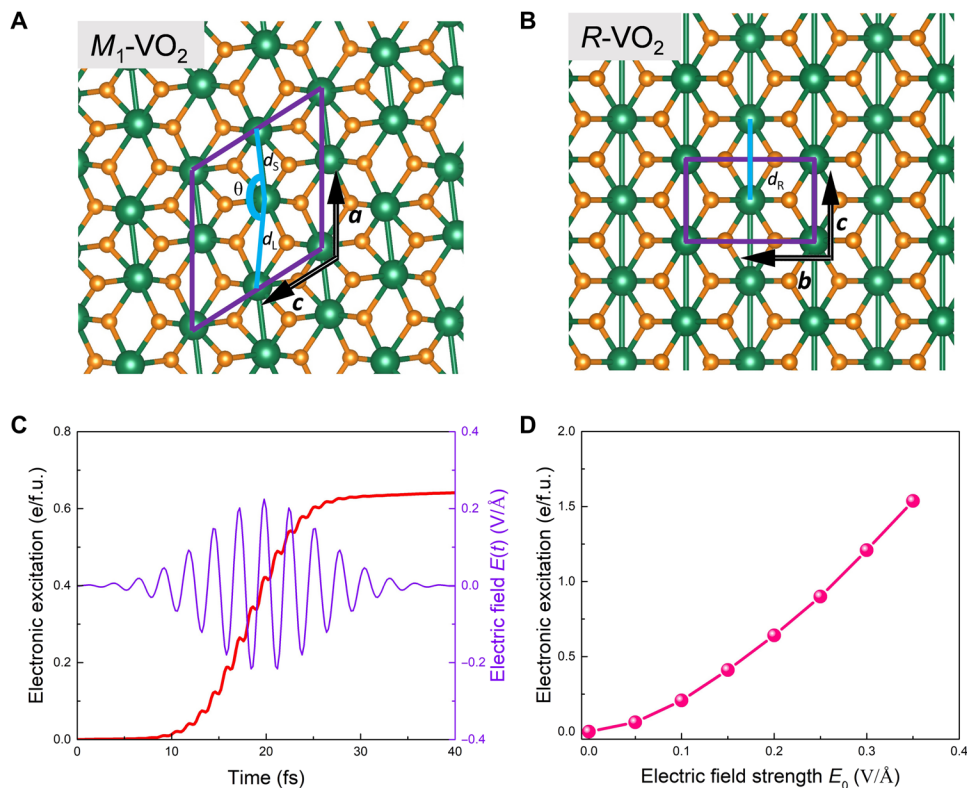 A
M₁-VO₂
θ
dS
dL
a
c
B
R-VO₂
dR
c
b
C
Electronic excitation (e/f.u.)
0.8
0.6
0.4
0.2
0.0
0
10
20
30
40
Time (fs)
0.4
0.2
0.0
−0.2
−0.4
Electric field E(t) (V/Å)
D
Electronic excitation (e/f.u.)
2.0
1.5
1.0
0.5
0.0
0.0
0.1
0.2
0.3
0.4
Electric field strength E₀ (V/Å)